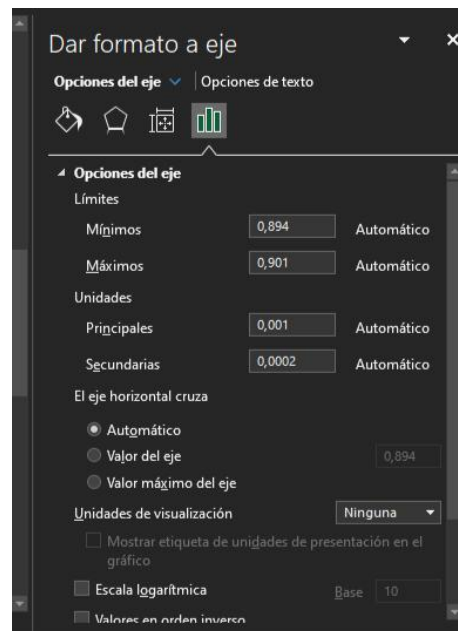 Dar formato a eje
Opciones del eje Opciones de texto
Opciones del eje
Límites
Mínimos 0,894 Automático
Máximos 0,901 Automático
Unidades
Principales 0,001 Automático
Secundarias 0,0002 Automático
El eje horizontal cruza
Automático
Valor del eje 0,894
Valor máximo del eje
Unidades de visualización Ninguna
Mostrar etiqueta de unidades de presentación en el
gráfico
Escala logarítmica Base 10
Valores en orden inverso